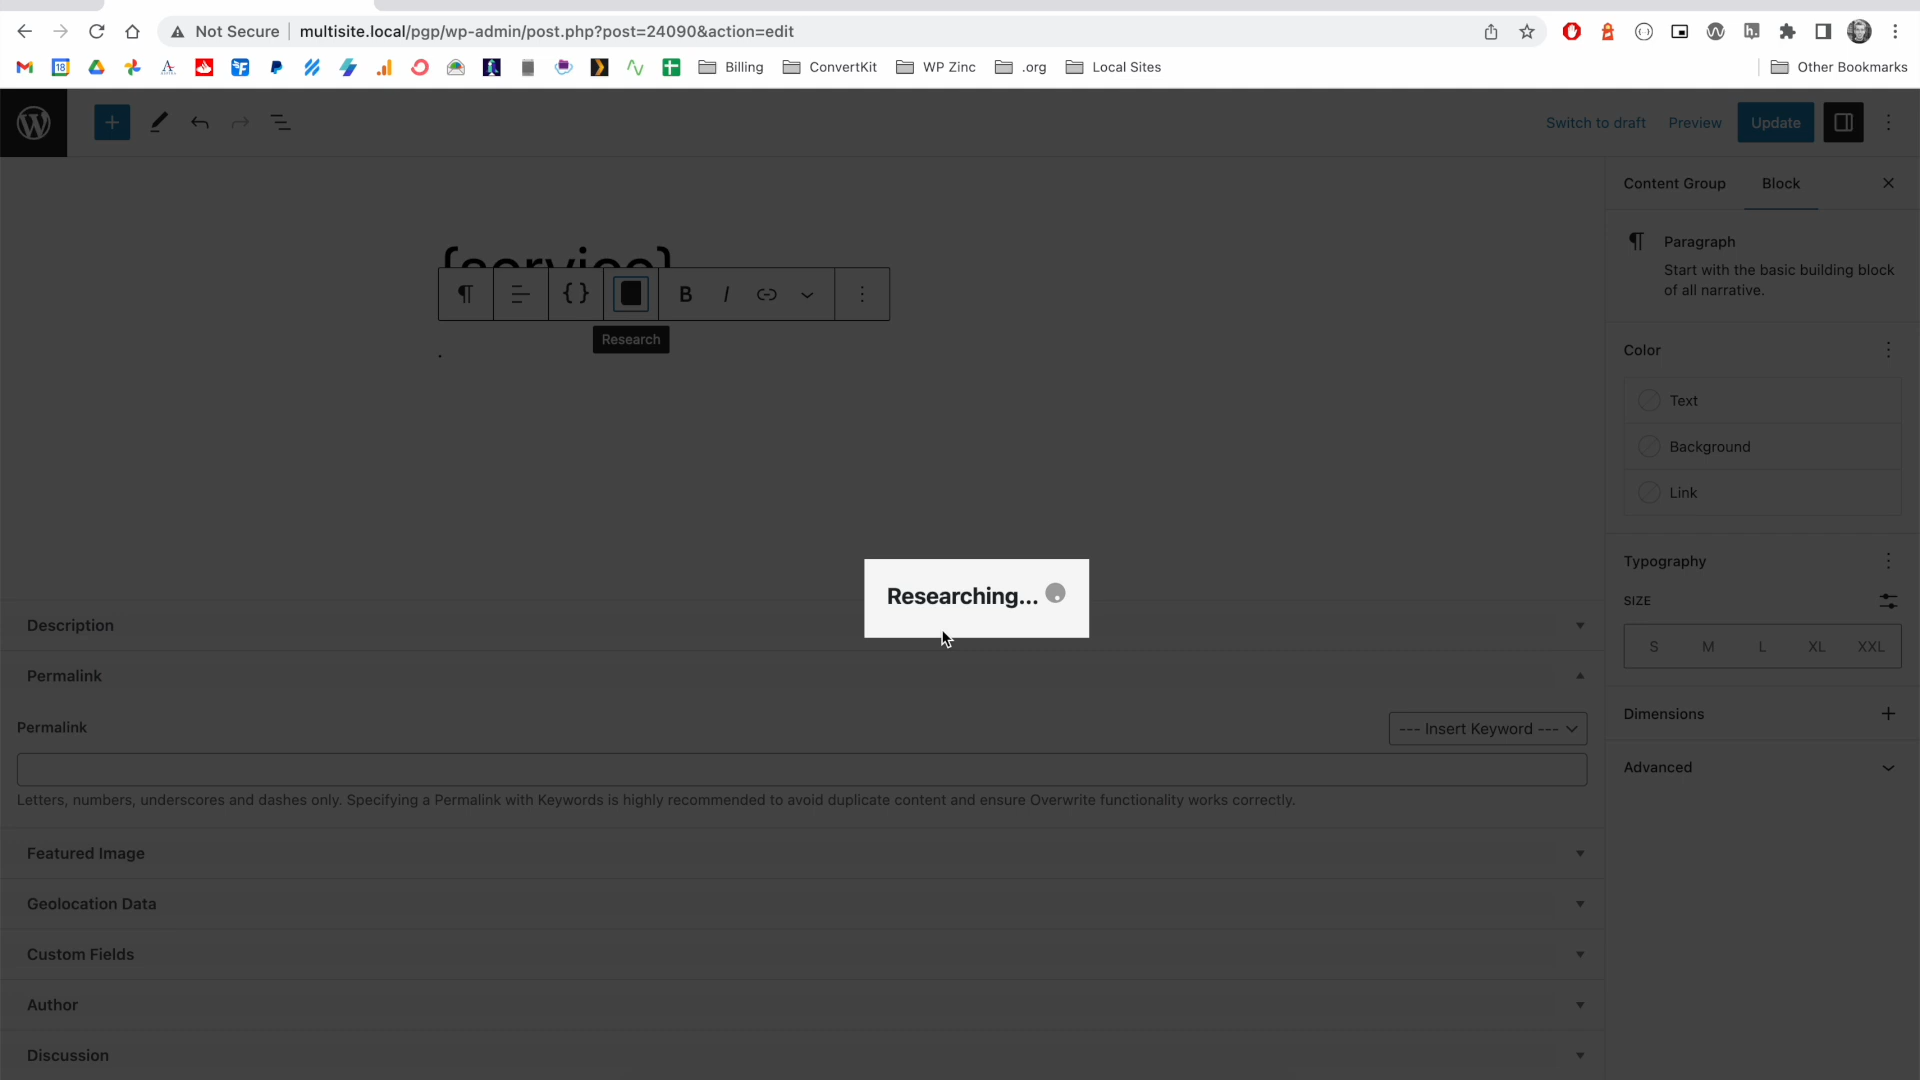 Not Secure
multisite.local/pgp/wp-admin/post.php?post=24090&action=edit
18
Billing
ConvertKit
WP Zinc
.org
Local Sites
Other Bookmarks
Switch to draft
Preview
Update
Content Group
Block
{service}
Paragraph
Start with the basic building block
of all narrative.
B
I
Research
.
Color
Text
Background
Link
Researching...
Typography
SIZE
S
M
L
XL
XXL
Description
Permalink
Permalink
--- Insert Keyword ---
Dimensions
Advanced
Letters, numbers, underscores and dashes only. Specifying a Permalink with Keywords is highly recommended to avoid duplicate content and ensure Overwrite functionality works correctly.
Featured Image
Geolocation Data
Custom Fields
Author
Discussion